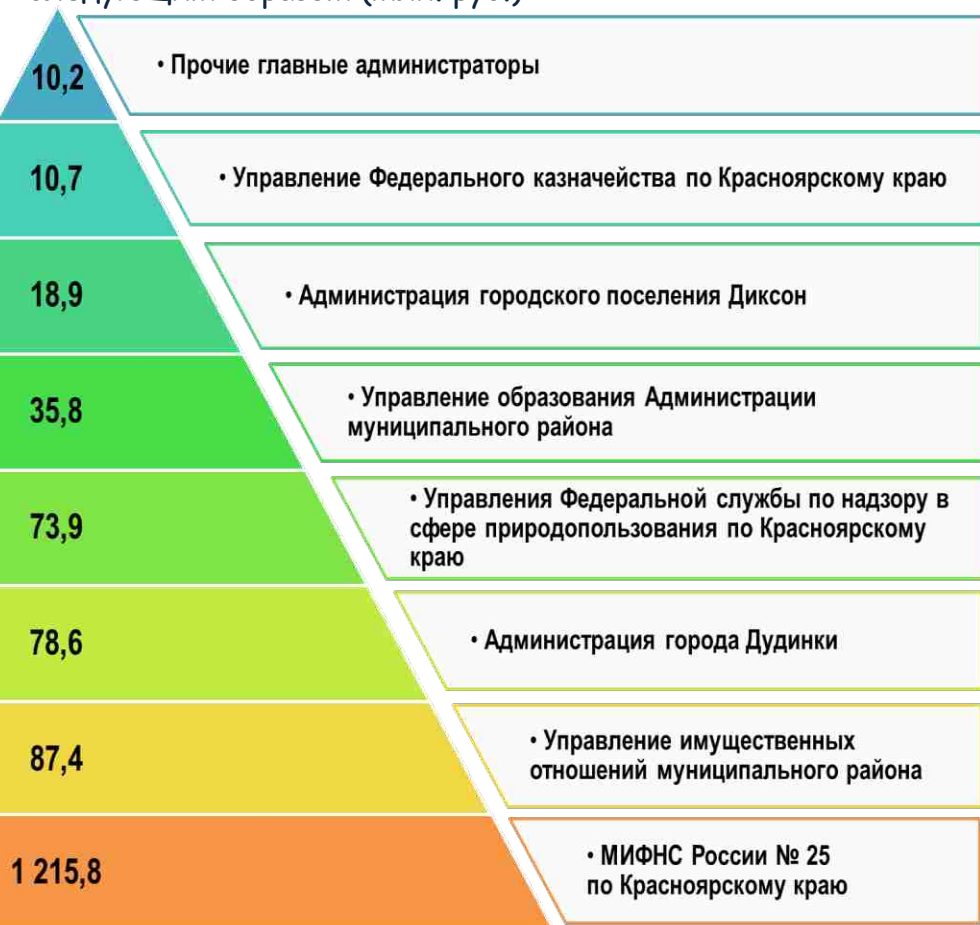 10,2
• Прочие главные администраторы
10,7
• Управление Федерального казначейства по Красноярскому краю
18,9
• Администрация городского поселения Диксон
35,8
• Управление образования Администрации
муниципального района
73,9
• Управления Федеральной службы по надзору в
сфере природопользования по Красноярскому
краю
78,6
• Администрация города Дудинки
87,4
• Управление имущественных
отношений муниципального района
1 215,8
• МИФНС России № 25
по Красноярскому краю